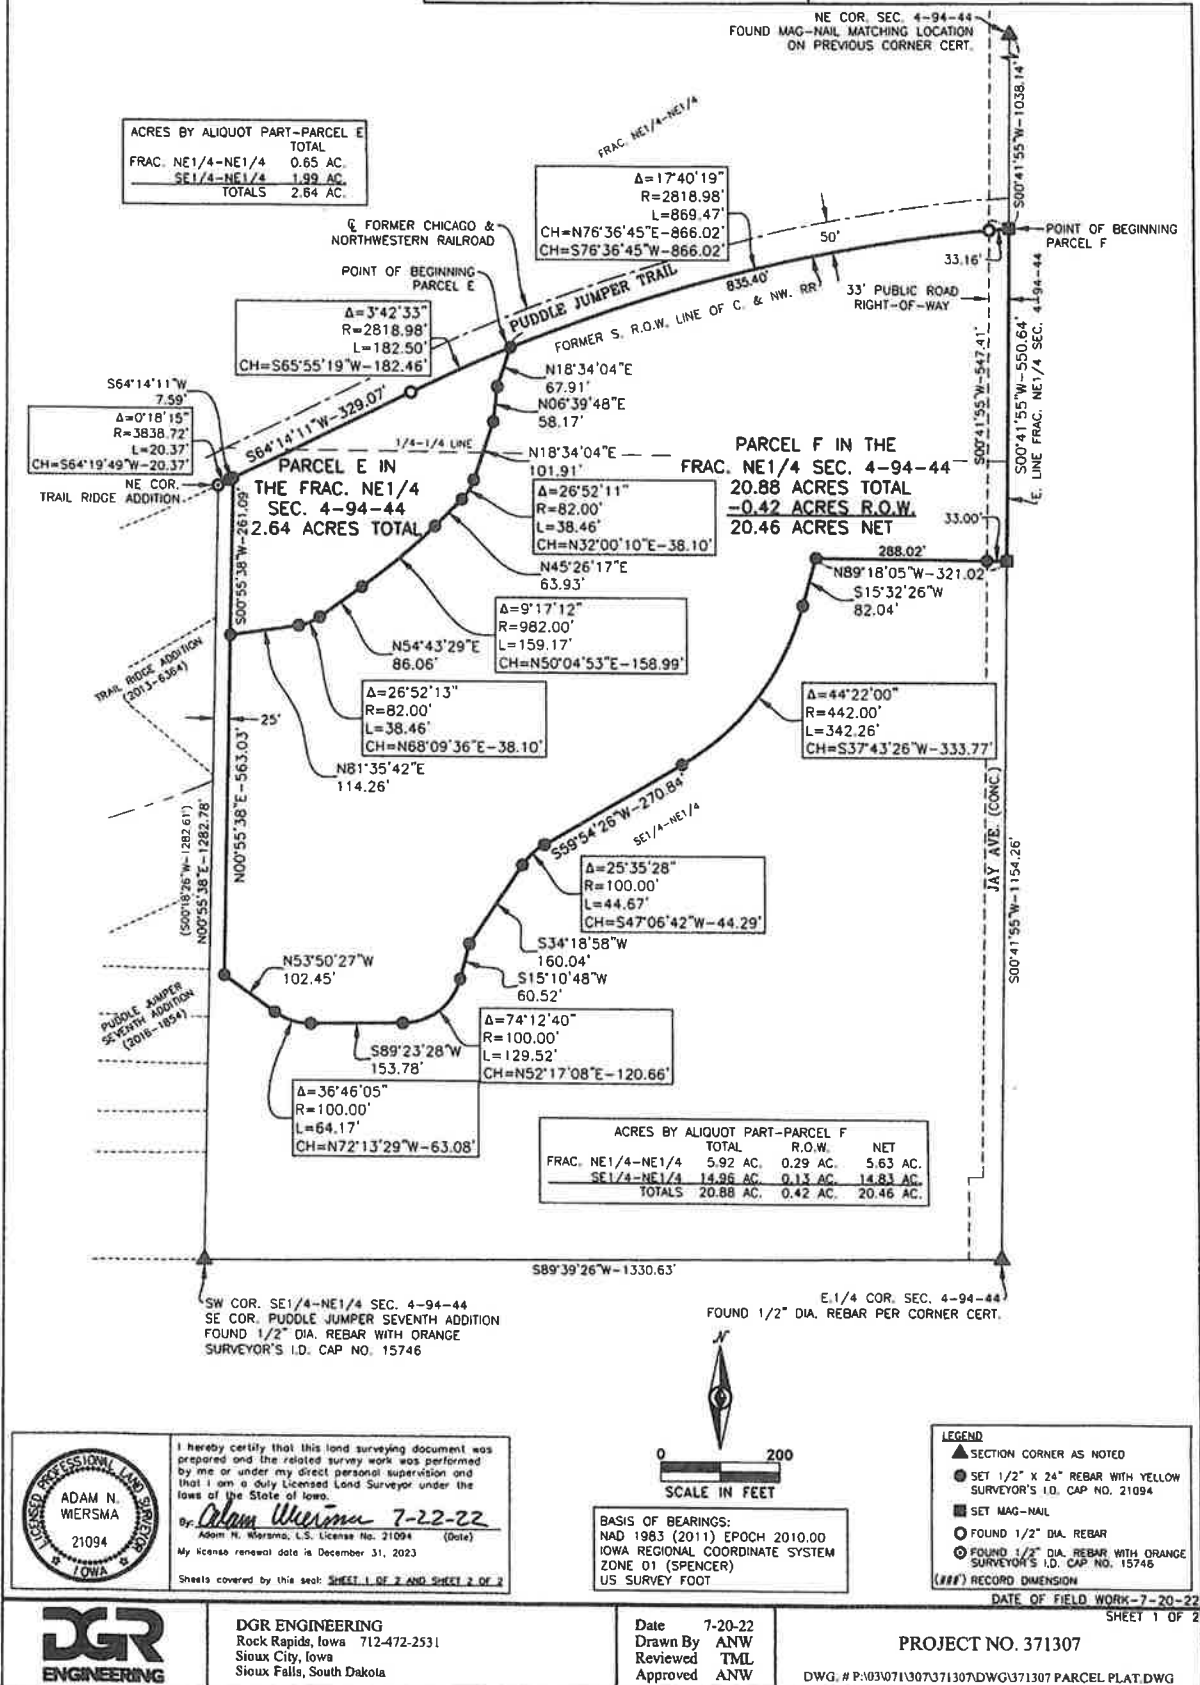 NE COR. SEC. 4-94-44
FOUND MAG-NAIL MATCHING LOCATION
ON PREVIOUS CORNER CERT.
S00°41'55"W-1038.14'
ACRES BY ALIQUOT PART-PARCEL E
TOTAL
FRAC. NE1/4-NE1/4 0.65 AC.
SE1/4-NE1/4 1.99 AC.
TOTALS 2.64 AC.
FRAC. NE1/4-NE1/4
Δ=17°40'19"
R=2818.98'
L=869.47'
CH=N76°36'45"E-866.02'
CH=S76°36'45"W-866.02'
℄ FORMER CHICAGO &
NORTHWESTERN RAILROAD
50'
POINT OF BEGINNING
PARCEL F
33.16'
POINT OF BEGINNING
PARCEL E
PUDDLE JUMPER TRAIL
835.40'
33' PUBLIC ROAD
RIGHT-OF-WAY
FORMER S. R.O.W. LINE OF C. & NW. RR
Δ=3°42'33"
R=2818.98'
L=182.50'
CH=S65°55'19"W-182.46'
S64°14'11"W
7.59'
Δ=0°18'15"
R=3838.72'
L=20.37'
CH=S64°19'49"W-20.37'
S64°14'11"W-329.07'
N18°34'04"E
67.91'
N06°39'48"E
58.17'
S00°41'55"W-547.41'
S00°41'55"W-550.64'
E. LINE FRAC. NE1/4 SEC. 4-94-44
1/4-1/4 LINE
N18°34'04"E
101.91'
NE COR.
TRAIL RIDGE ADDITION
PARCEL E IN
THE FRAC. NE1/4
SEC. 4-94-44
2.64 ACRES TOTAL
PARCEL F IN THE
FRAC. NE1/4 SEC. 4-94-44
20.88 ACRES TOTAL
-0.42 ACRES R.O.W.
20.46 ACRES NET
Δ=26°52'11"
R=82.00'
L=38.46'
CH=N32°00'10"E-38.10'
33.00'
288.02'
N89°18'05"W-321.02'
S15°32'26"W
82.04'
N45°26'17"E
63.93'
S00°55'38"W-261.09'
Δ=9°17'12"
R=982.00'
L=159.17'
CH=N50°04'53"E-158.99'
N54°43'29"E
86.06'
TRAIL RIDGE ADDITION
(2013-6364)
Δ=26°52'13"
R=82.00'
L=38.46'
CH=N68°09'36"E-38.10'
25'
N81°35'42"E
114.26'
Δ=44°22'00"
R=442.00'
L=342.26'
CH=S37°43'26"W-333.77'
(S00°18'26"W-1282.61')
N00°55'38"E-1282.78'
N00°55'38"E-563.03'
S59°54'26"W-270.84'
SE1/4-NE1/4
JAY AVE. (CONC.)
S00°41'55"W-1154.26'
Δ=25°35'28"
R=100.00'
L=44.67'
CH=S47°06'42"W-44.29'
S34°18'58"W
160.04'
S15°10'48"W
60.52'
N53°50'27"W
102.45'
PUDDLE JUMPER
SEVENTH ADDITION
(2016-1854)
Δ=74°12'40"
R=100.00'
L=129.52'
CH=N52°17'08"E-120.66'
S89°23'28"W
153.78'
Δ=36°46'05"
R=100.00'
L=64.17'
CH=N72°13'29"W-63.08'
ACRES BY ALIQUOT PART-PARCEL F
TOTAL R.O.W. NET
FRAC. NE1/4-NE1/4 5.92 AC. 0.29 AC. 5.63 AC.
SE1/4-NE1/4 14.96 AC. 0.13 AC. 14.83 AC.
TOTALS 20.88 AC. 0.42 AC. 20.46 AC.
S89°39'26"W-1330.63'
SW COR. SE1/4-NE1/4 SEC. 4-94-44
SE COR. PUDDLE JUMPER SEVENTH ADDITION
FOUND 1/2" DIA. REBAR WITH ORANGE
SURVEYOR'S I.D. CAP NO. 15746
E.1/4 COR. SEC. 4-94-44
FOUND 1/2" DIA. REBAR PER CORNER CERT.
N
0 200
SCALE IN FEET
LICENSED PROFESSIONAL LAND SURVEYOR
ADAM N.
WIERSMA
21094
IOWA
I hereby certify that this land surveying document was
prepared and the related survey work was performed
by me or under my direct personal supervision and
that I am a duly Licensed Land Surveyor under the
laws of the State of Iowa.
By: Adam Wiersma 7-22-22
Adam N. Wiersma, L.S. License No. 21094 (Date)
My license renewal date is December 31, 2023
Sheets covered by this seal: SHEET 1 OF 2 AND SHEET 2 OF 2
BASIS OF BEARINGS:
NAD 1983 (2011) EPOCH 2010.00
IOWA REGIONAL COORDINATE SYSTEM
ZONE 01 (SPENCER)
US SURVEY FOOT
LEGEND
SECTION CORNER AS NOTED
SET 1/2" X 24" REBAR WITH YELLOW
SURVEYOR'S I.D. CAP NO. 21094
SET MAG-NAIL
FOUND 1/2" DIA. REBAR
FOUND 1/2" DIA. REBAR WITH ORANGE
SURVEYOR'S I.D. CAP NO. 15746
(###') RECORD DIMENSION
DATE OF FIELD WORK-7-20-22
SHEET 1 OF 2
DGR
ENGINEERING
DGR ENGINEERING
Rock Rapids, Iowa 712-472-2531
Sioux City, Iowa
Sioux Falls, South Dakota
Date 7-20-22
Drawn By ANW
Reviewed TML
Approved ANW
PROJECT NO. 371307
DWG. # P:\03\071\307\371307\DWG\371307 PARCEL PLAT.DWG